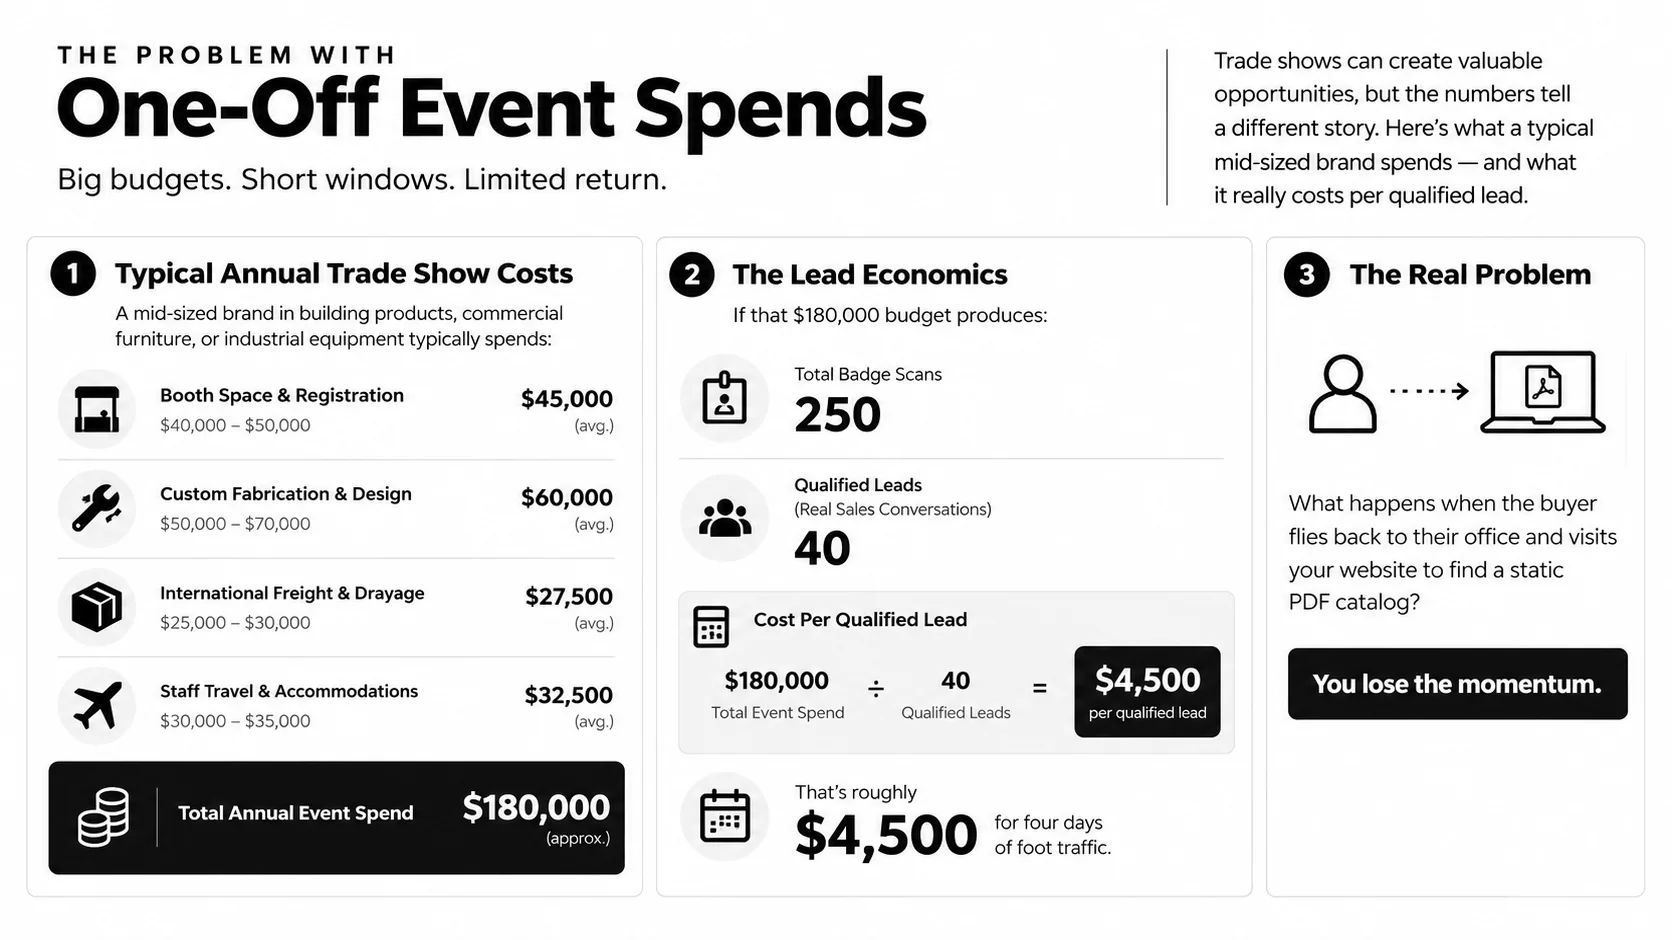 THE PROBLEM WITH
One-Off Event Spends
Big budgets. Short windows. Limited return.
Trade shows can create valuable
opportunities, but the numbers tell
a different story. Here’s what a typical
mid-sized brand spends — and what
it really costs per qualified lead.
1 Typical Annual Trade Show Costs
A mid-sized brand in building products, commercial
furniture, or industrial equipment typically spends:
Booth Space & Registration
$40,000 – $50,000
$45,000
(avg.)
Custom Fabrication & Design
$50,000 – $70,000
$60,000
(avg.)
International Freight & Drayage
$25,000 – $30,000
$27,500
(avg.)
Staff Travel & Accommodations
$30,000 – $35,000
$32,500
(avg.)
Total Annual Event Spend
$180,000
(approx.)
2 The Lead Economics
If that $180,000 budget produces:
Total Badge Scans
250
Qualified Leads
(Real Sales Conversations)
40
Cost Per Qualified Lead
$180,000 ÷ 40 = $4,500
Total Event Spend Qualified Leads per qualified lead
That’s roughly
$4,500
for four days
of foot traffic.
3 The Real Problem
What happens when the buyer
flies back to their office and visits
your website to find a static
PDF catalog?
You lose the momentum.